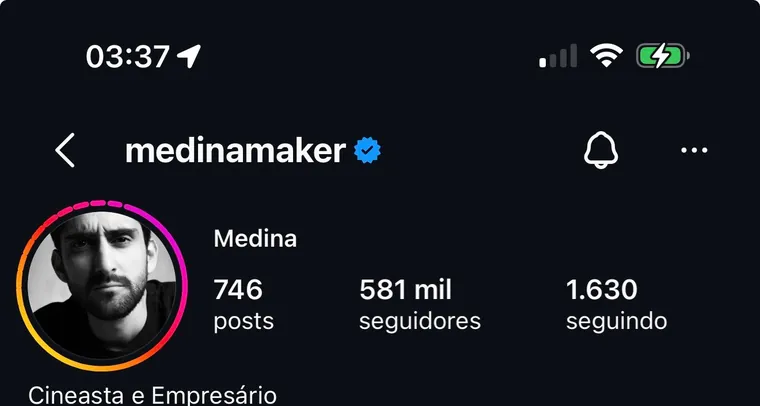 03:37
medinamaker
Medina
746 581 mil 1.630
posts seguidores seguindo
Cineasta e Empresário